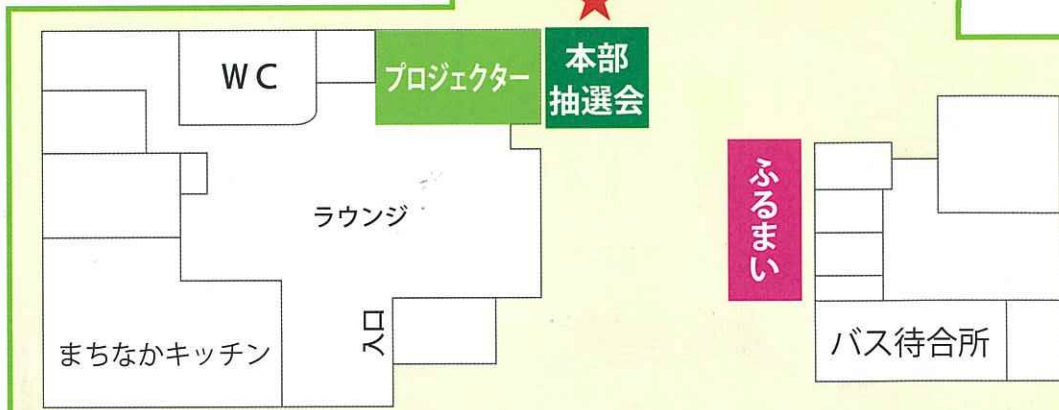 WC
プロジェクター
本部
抽選会
ふるまい
ラウンジ
入口
まちなかキッチン
バス待合所